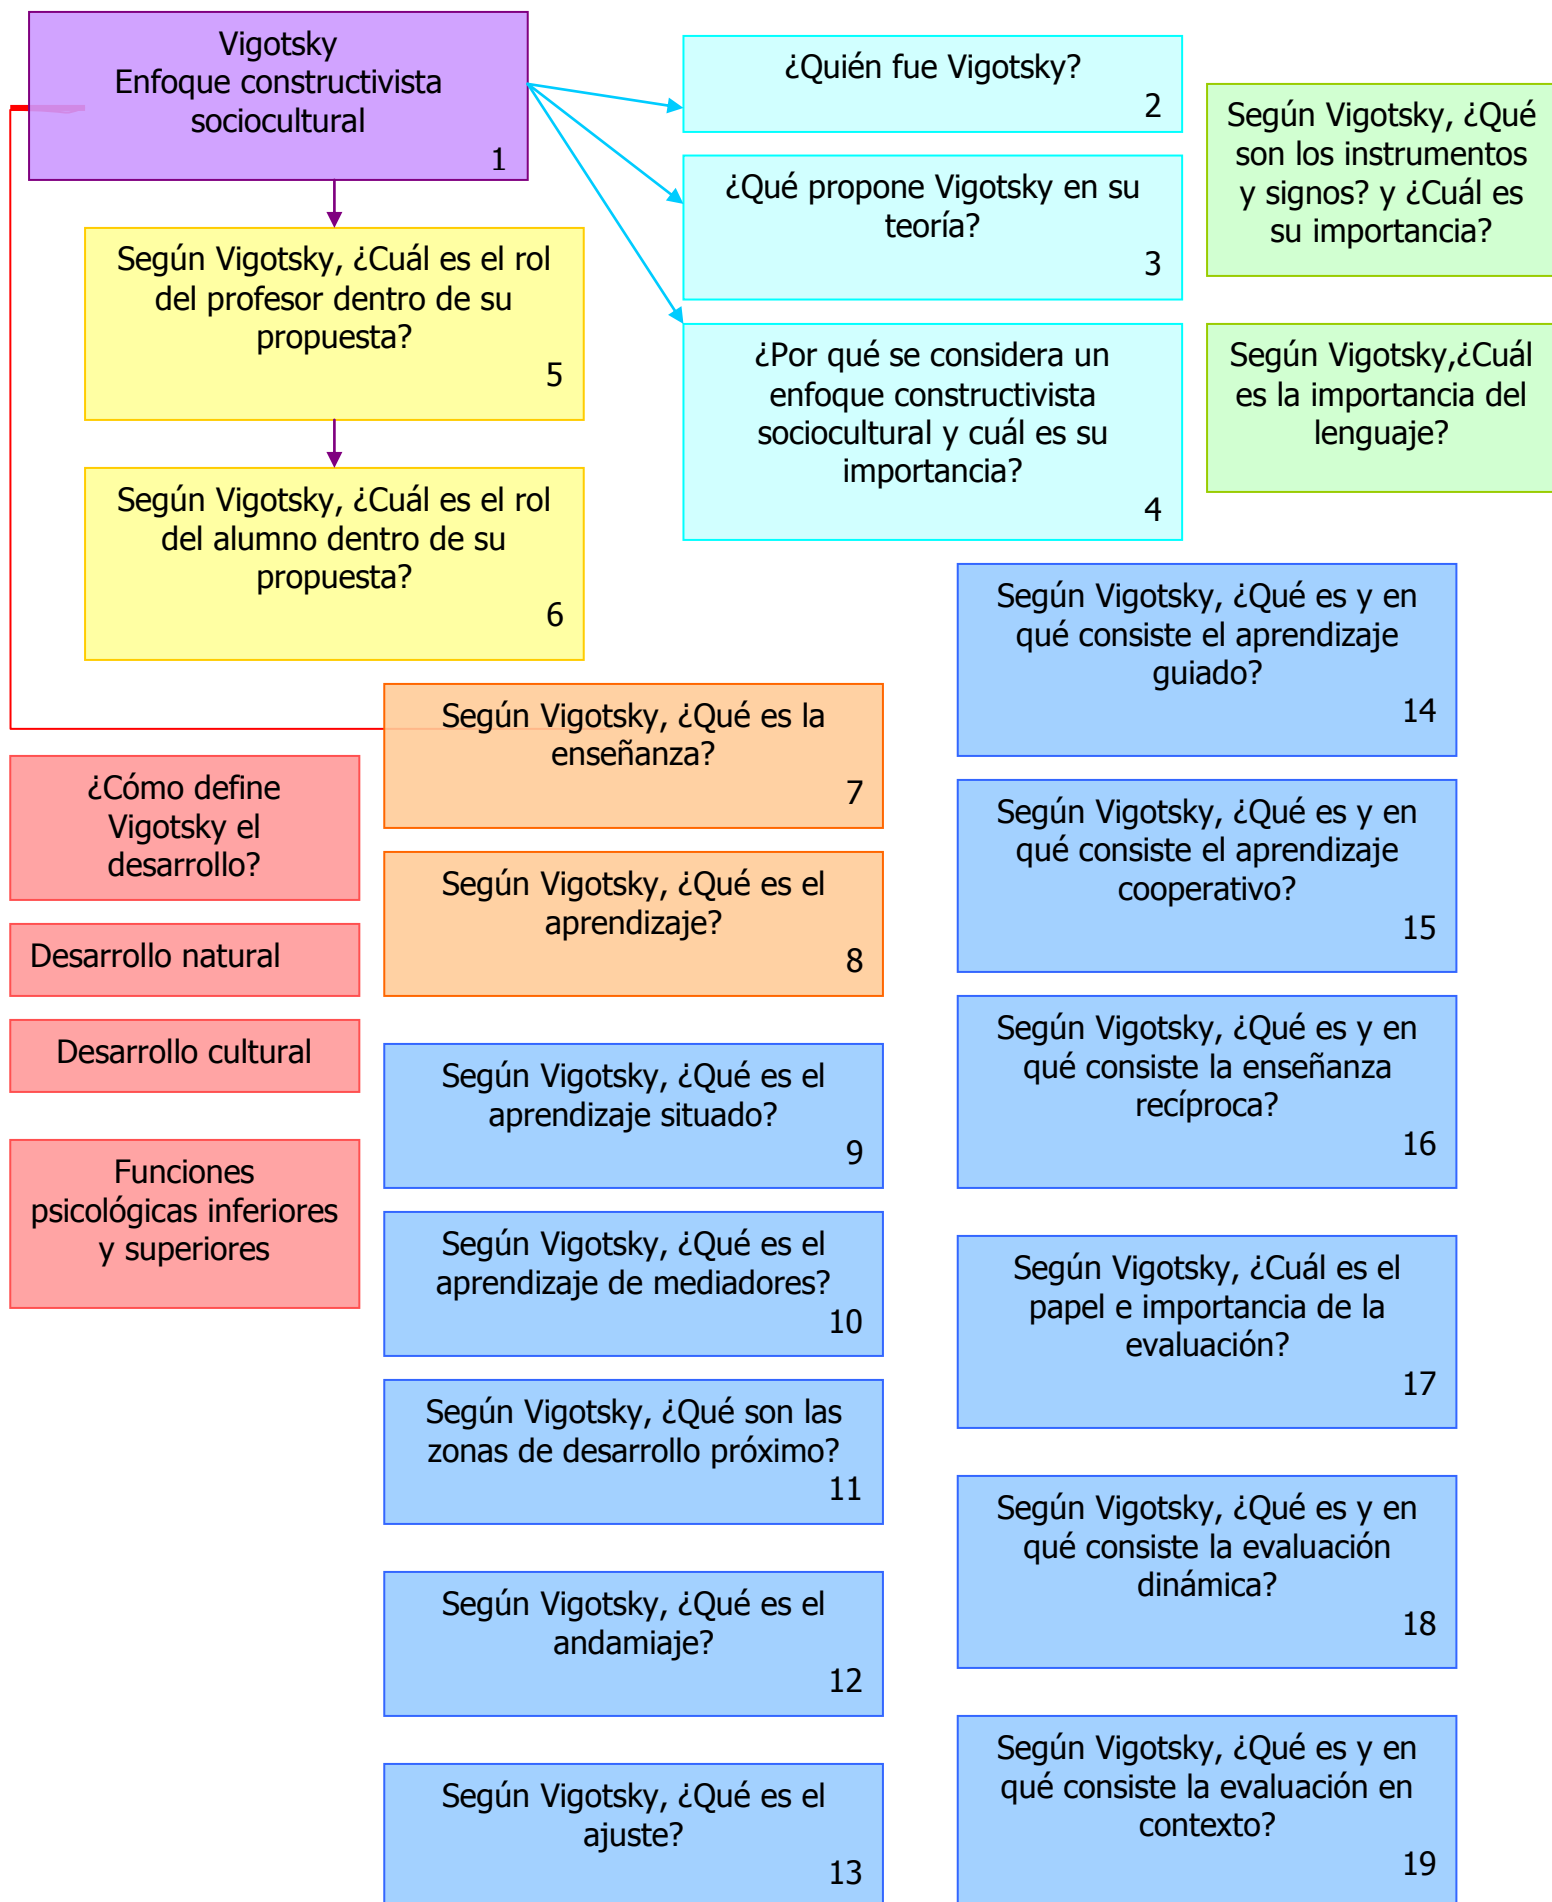 Vigotsky
Enfoque constructivista
sociocultural
1
¿Quién fue Vigotsky?
2
¿Qué propone Vigotsky en su
teoría?
3
¿Por qué se considera un
enfoque constructivista
sociocultural y cuál es su
importancia?
4
Según Vigotsky, ¿Qué
son los instrumentos
y signos? y ¿Cuál es
su importancia?
Según Vigotsky,¿Cuál
es la importancia del
lenguaje?
Según Vigotsky, ¿Cuál es el rol
del profesor dentro de su
propuesta?
5
Según Vigotsky, ¿Cuál es el rol
del alumno dentro de su
propuesta?
6
Según Vigotsky, ¿Qué es la
enseñanza?
7
Según Vigotsky, ¿Qué es el
aprendizaje?
8
¿Cómo define
Vigotsky el
desarrollo?
Desarrollo natural
Desarrollo cultural
Funciones
psicológicas inferiores
y superiores
Según Vigotsky, ¿Qué es el
aprendizaje situado?
9
Según Vigotsky, ¿Qué es el
aprendizaje de mediadores?
10
Según Vigotsky, ¿Qué son las
zonas de desarrollo próximo?
11
Según Vigotsky, ¿Qué es el
andamiaje?
12
Según Vigotsky, ¿Qué es el
ajuste?
13
Según Vigotsky, ¿Qué es y en
qué consiste el aprendizaje
guiado?
14
Según Vigotsky, ¿Qué es y en
qué consiste el aprendizaje
cooperativo?
15
Según Vigotsky, ¿Qué es y en
qué consiste la enseñanza
recíproca?
16
Según Vigotsky, ¿Cuál es el
papel e importancia de la
evaluación?
17
Según Vigotsky, ¿Qué es y en
qué consiste la evaluación
dinámica?
18
Según Vigotsky, ¿Qué es y en
qué consiste la evaluación en
contexto?
19